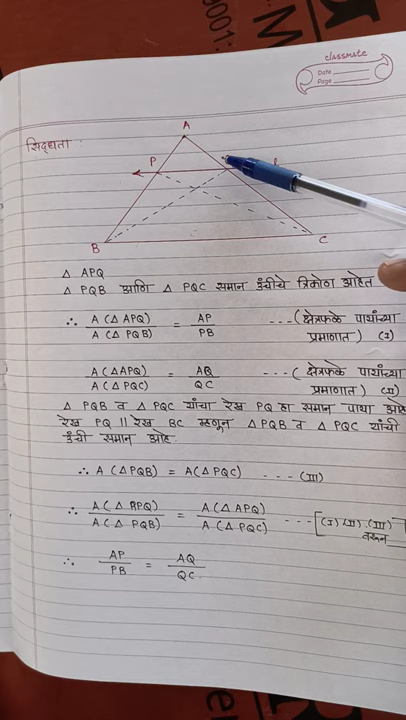 classmate
Date
Page
सिद्धता :
A
P
l
B
C
△ APQ
△ PQB आणि △ PQC समान उंचीचे त्रिकोण आहेत
∴ A (△ APQ) / A (△ PQB) = AP / PB --- (क्षेत्रफळे पायांच्या प्रमाणात) (I)
A (△APQ) / A (△PQC) = AQ / QC --- (क्षेत्रफळे पायांच्या प्रमाणात) (II)
△ PQB व △ PQC यांचा रेख PQ हा समान पाया आहे
रेख PQ || रेख BC म्हणून △PQB व △ PQC यांची
उंची समान आहे.
∴ A (△PQB) = A(△PQC) --- (III)
A (△ APQ) / A (△ PQB) = A (△ APQ) / A (△ PQC) --- [(I) (II) (III) वरून
∴ AP / PB = AQ / QC